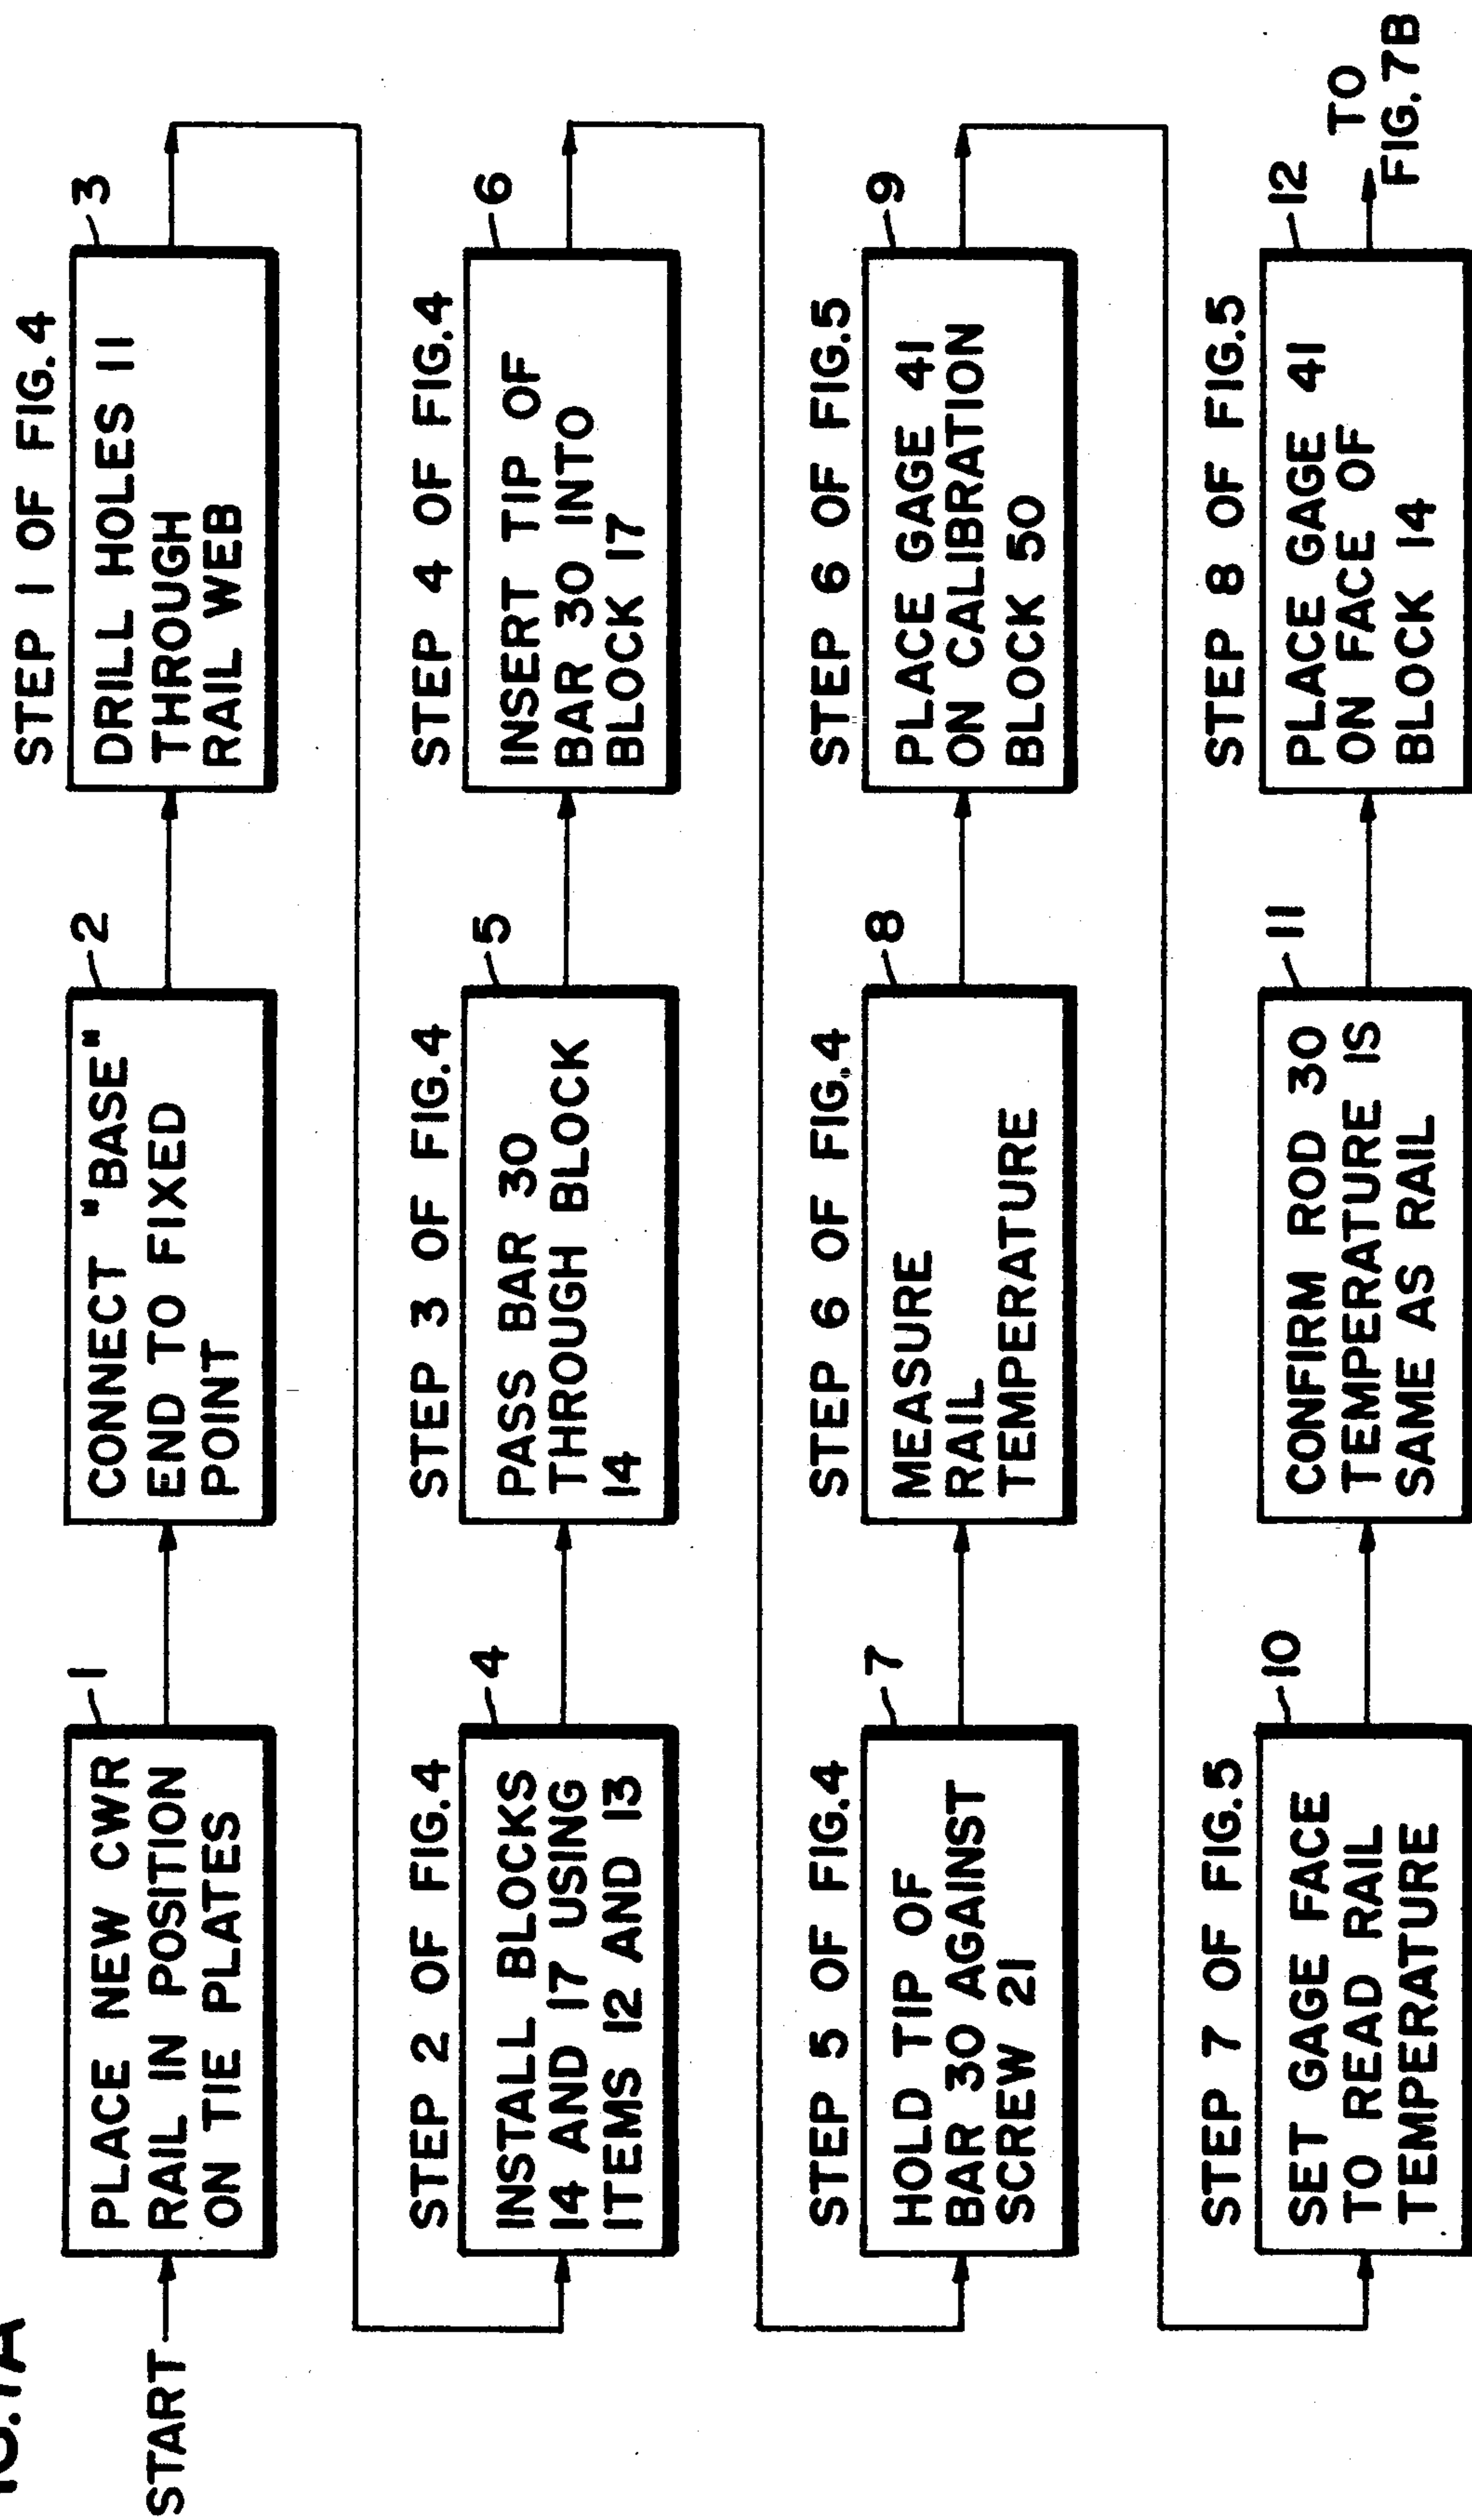 START
1
PLACE NEW CWR
RAIL IN POSITION
ON TIE PLATES
2
CONNECT "BASE"
END TO FIXED
POINT
STEP 1 OF FIG. 4
3
DRILL HOLES 11
THROUGH
RAIL WEB
STEP 2 OF FIG.4
4
INSTALL BLOCKS
14 AND 17 USING
ITEMS 12 AND 13
STEP 3 OF FIG.4
5
PASS BAR 30
THROUGH BLOCK
14
STEP 4 OF FIG.4
6
INSERT TIP OF
BAR 30 INTO
BLOCK 17
STEP 5 OF FIG.4
7
HOLD TIP OF
BAR 30 AGAINST
SCREW 21
STEP 6 OF FIG.4
8
MEASURE
RAIL
TEMPERATURE
STEP 6 OF FIG.5
9
PLACE GAGE 41
ON CALIBRATION
BLOCK 50
STEP 7 OF FIG.5
10
SET GAGE FACE
TO READ RAIL
TEMPERATURE
11
CONFIRM ROD 30
TEMPERATURE IS
SAME AS RAIL
STEP 8 OF FIG.5
12
PLACE GAGE 41
ON FACE OF
BLOCK 14
TO
FIG.7B